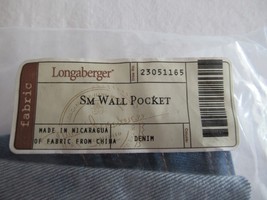 Longaberger®
23051165
fabric
SM WALL POCKET
MADE IN NICARAGUA
OF FABRIC FROM CHINA
DENIM